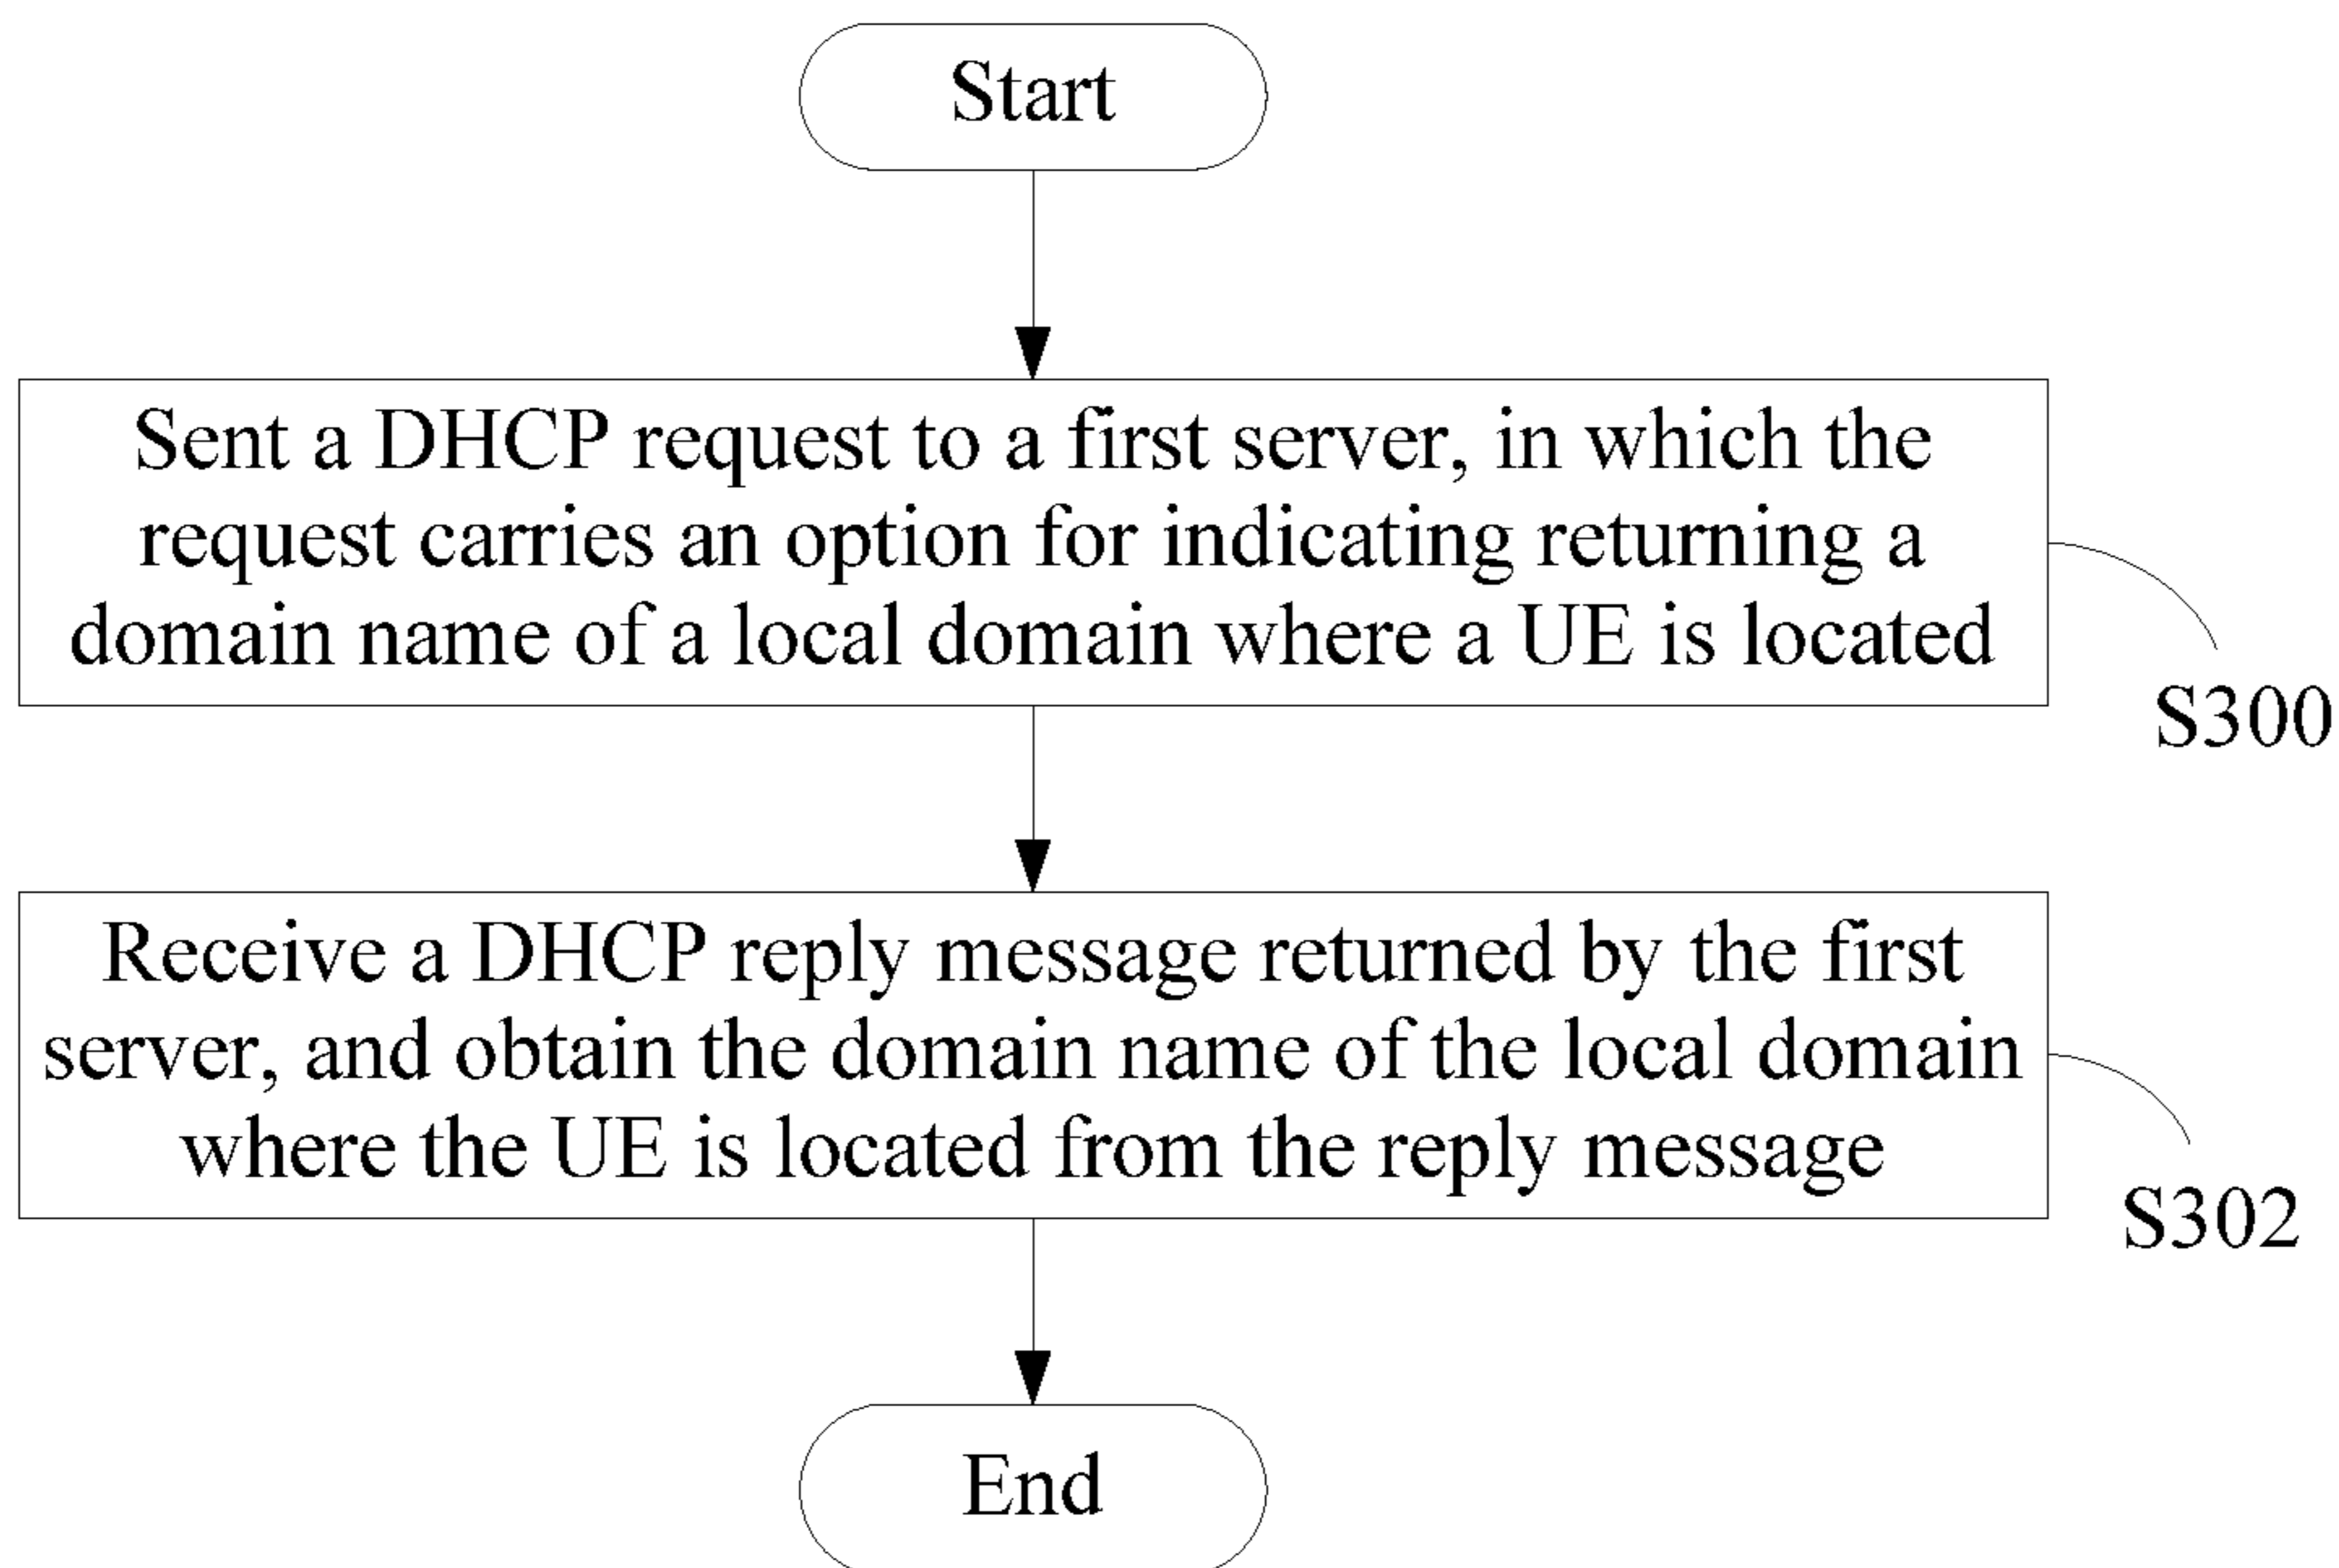 Start
Sent a DHCP request to a first server, in which the
request carries an option for indicating returning a
domain name of a local domain where a UE is located
S300
Receive a DHCP reply message returned by the first
server, and obtain the domain name of the local domain
where the UE is located from the reply message
S302
End